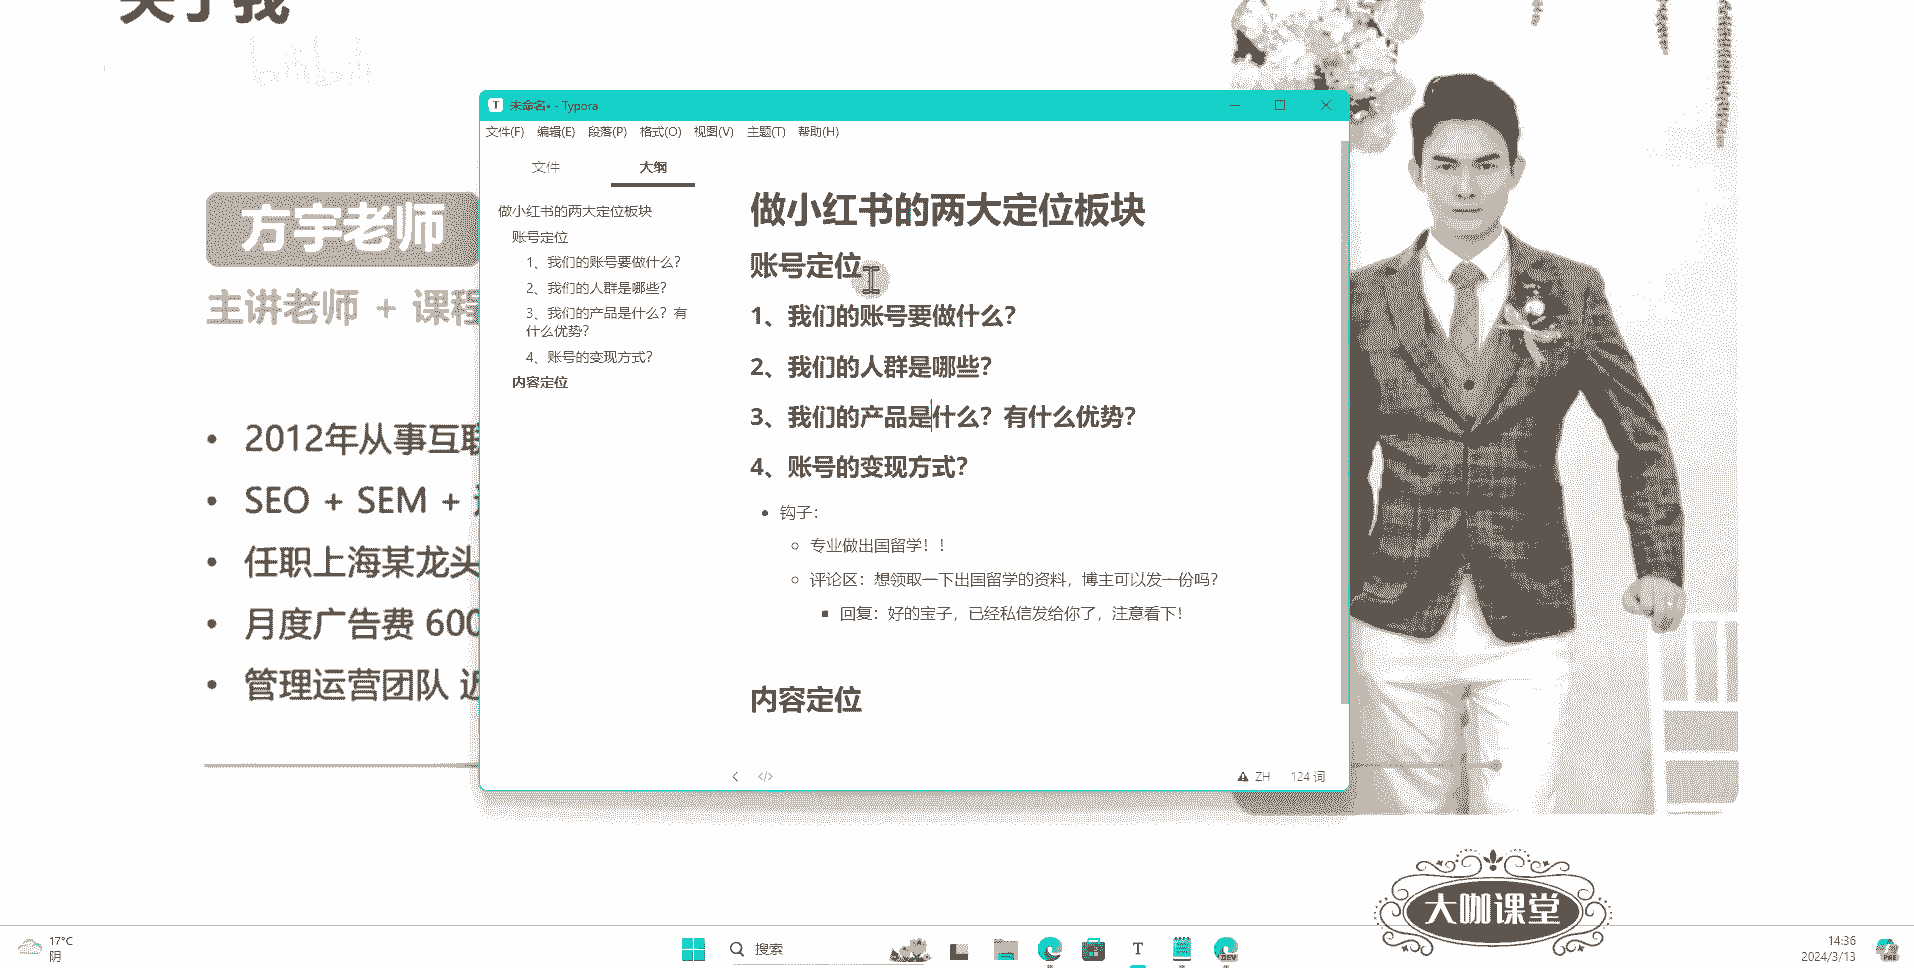 关于我
bilibili
方宇老师
主讲老师 + 课程
• 2012年从事互联
• SEO + SEM +
• 任职上海某龙头
• 月度广告费 600
• 管理运营团队 近
未命名• - Typora
文件(F) 编辑(E) 段落(P) 格式(O) 视图(V) 主题(T) 帮助(H)
文件 大纲
做小红书的两大定位板块
账号定位
1、我们的账号要做什么？
2、我们的人群是哪些？
3、我们的产品是什么？有
什么优势？
4、账号的变现方式？
内容定位
做小红书的两大定位板块
账号定位
1、我们的账号要做什么？
2、我们的人群是哪些？
3、我们的产品是什么？有什么优势？
4、账号的变现方式？
• 钩子：
○ 专业做出国留学！！
○ 评论区：想领取一下出国留学的资料，博主可以发一份吗？
▪ 回复：好的宝子，已经私信发给你了，注意看下！
内容定位
ZH 124 词
大咖课堂
17°C
阴
搜索
DEV
14:36
2024/3/13
PRE